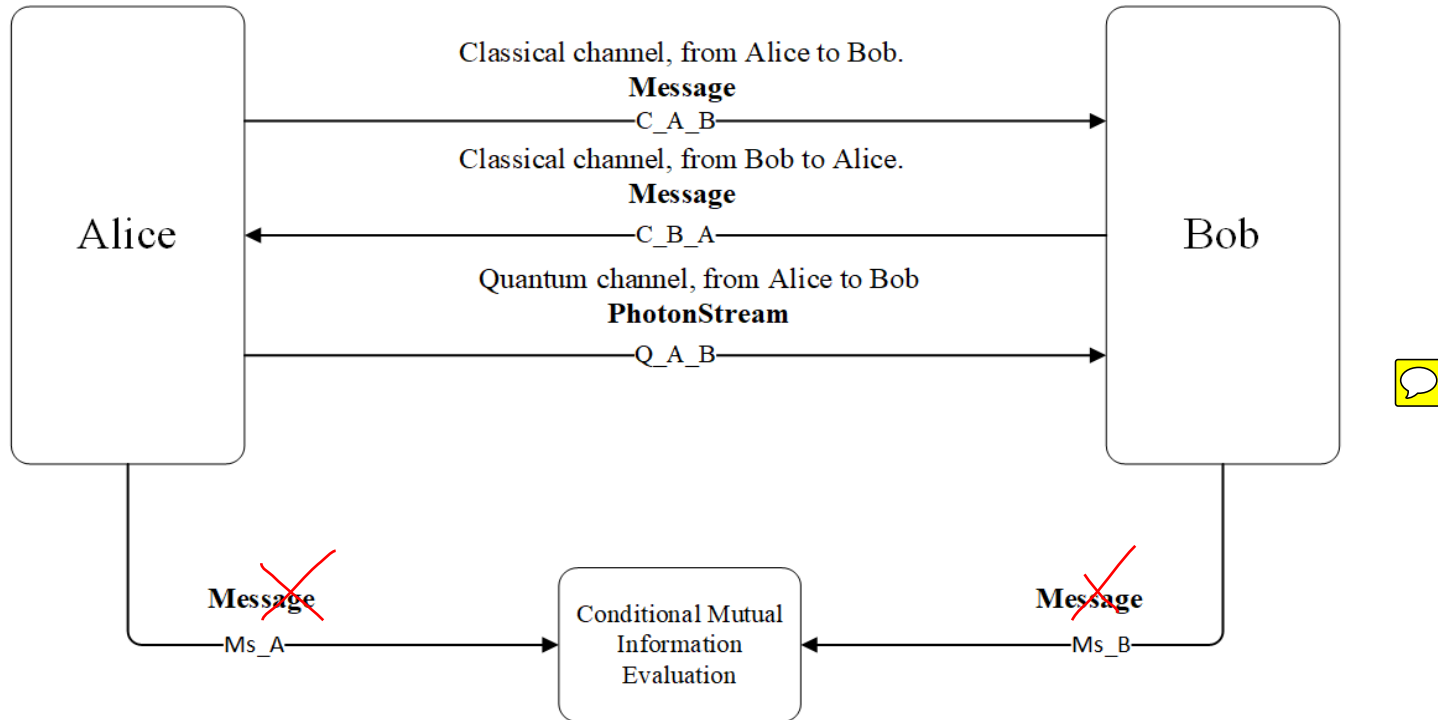 Classical channel, from Alice to Bob.
Message
C_A_B
Classical channel, from Bob to Alice.
Message
Alice
C_B_A
Bob
Quantum channel, from Alice to Bob
PhotonStream
Q_A_B
Message
Ms_A
Conditional Mutual
Information
Evaluation
Message
Ms_B